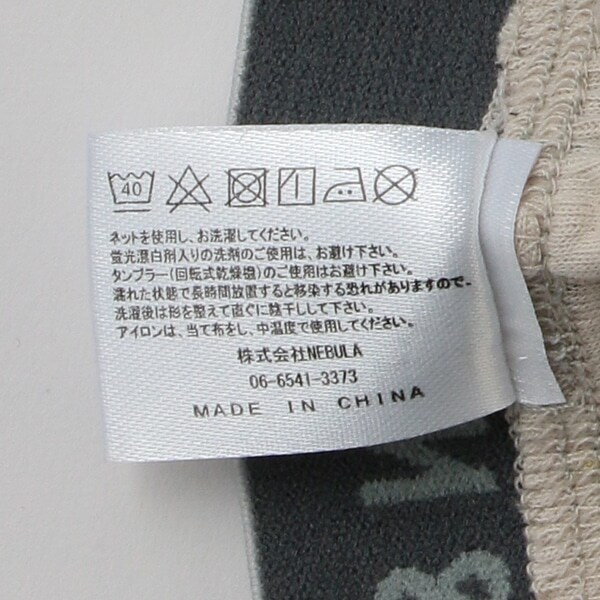 40
ネットを使用し、お洗濯してください。
蛍光漂白剤入りの洗剤のご使用は、お避け下さい。
タンブラー(回転式乾燥機)のご使用はお避け下さい。
濡れた状態で長時間放置すると移染する恐れがありますので、
洗濯後は形を整えて直ぐに陰干して下さい。
アイロンは、当て布をし、中温度で使用してください。
株式会社NEBULA
06-6541-3373
MADE IN CHINA